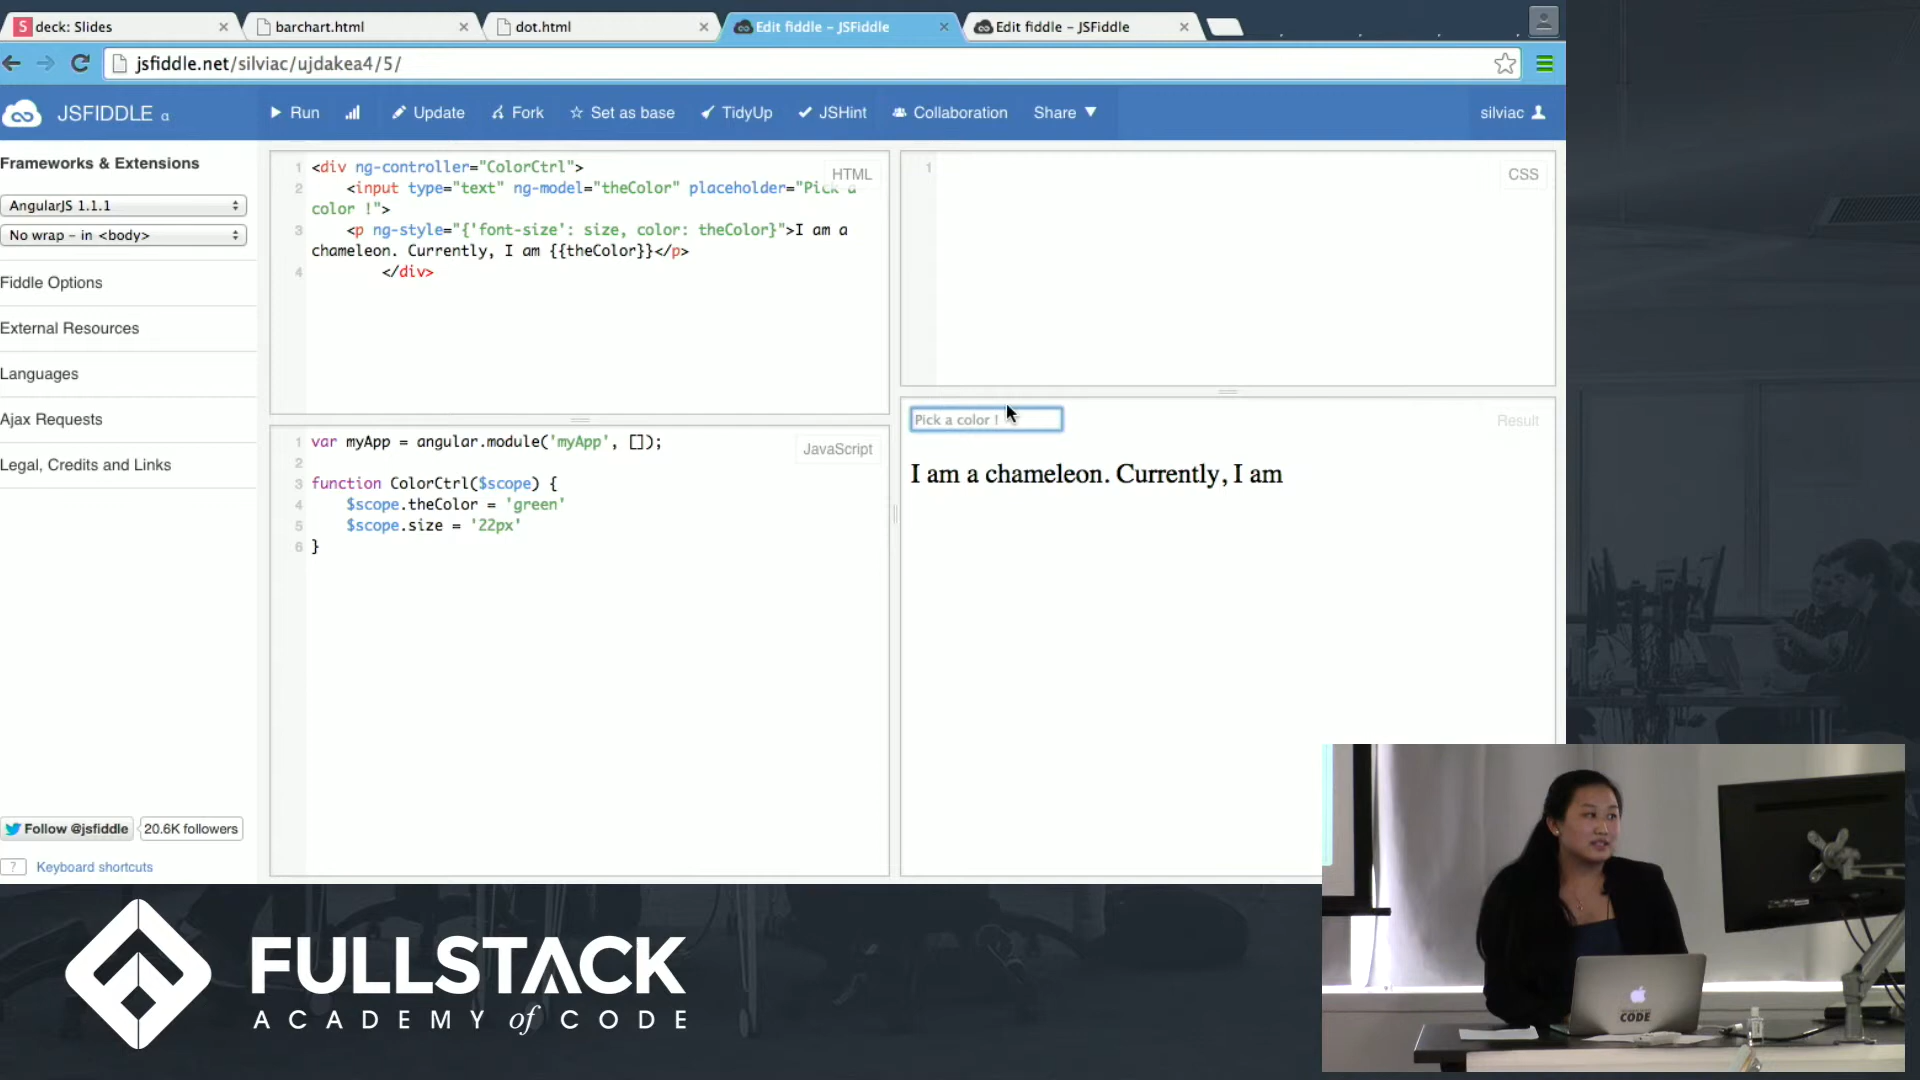 deck: Slides
barchart.html
dot.html
Edit fiddle – JSFiddle
Edit fiddle – JSFiddle
jsfiddle.net/silviac/ujdakea4/5/
JSFIDDLE α
Run
Update
Fork
Set as base
TidyUp
JSHint
Collaboration
Share
silviac
Frameworks & Extensions
AngularJS 1.1.1
No wrap – in <body>
Fiddle Options
External Resources
Languages
Ajax Requests
Legal, Credits and Links
Follow @jsfiddle
20.6K followers
?
Keyboard shortcuts
HTML
1 <div ng-controller="ColorCtrl">
2 <input type="text" ng-model="theColor" placeholder="Pick a
color !">
3 <p ng-style="{'font-size': size, color: theColor}">I am a
chameleon. Currently, I am {{theColor}}</p>
4 </div>
CSS
1
JavaScript
1 var myApp = angular.module('myApp', []);
2
3 function ColorCtrl($scope) {
4 $scope.theColor = 'green'
5 $scope.size = '22px'
6 }
Pick a color !
Result
I am a chameleon. Currently, I am
FULLSTACK
ACADEMY of CODE
CODE